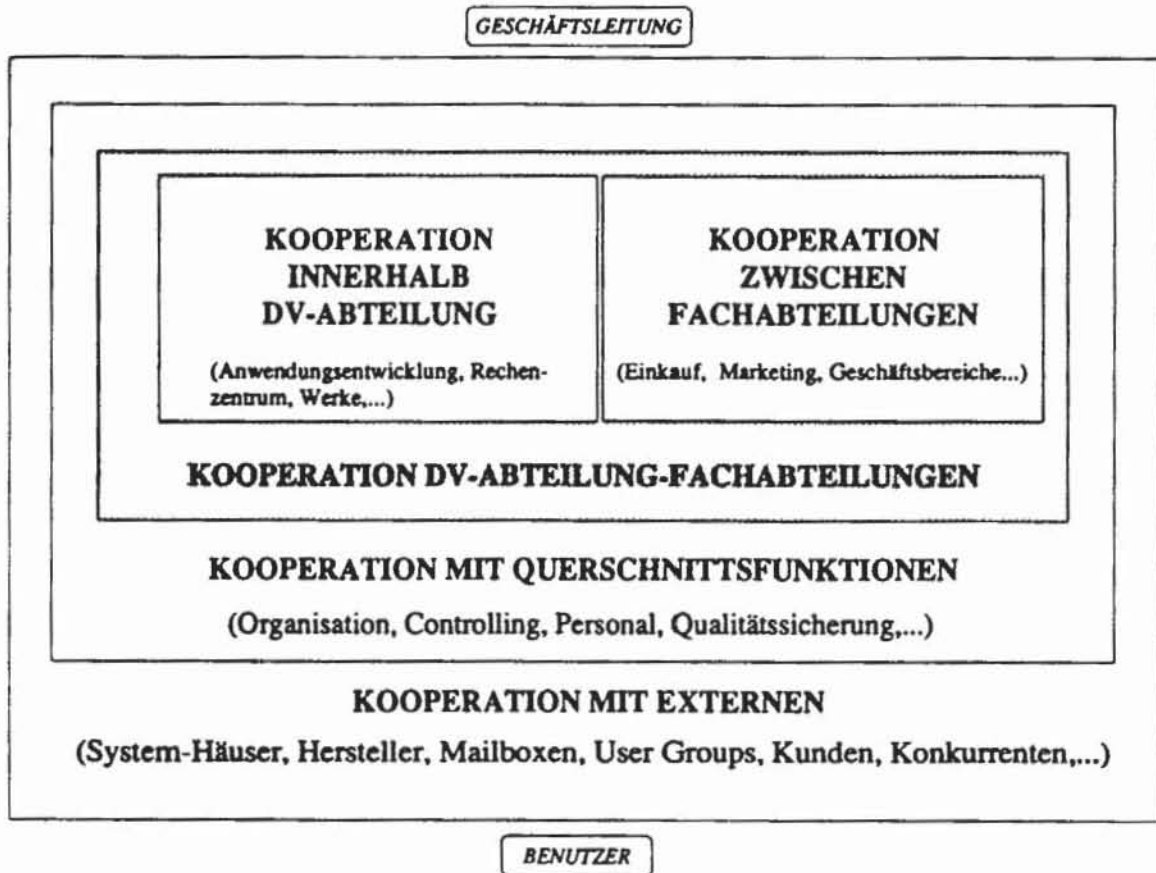 GESCHÄFTSLEITUNG
KOOPERATION
INNERHALB
DV-ABTEILUNG
(Anwendungsentwicklung, Rechen-
zentrum, Werke,...)
KOOPERATION
ZWISCHEN
FACHABTEILUNGEN
(Einkauf, Marketing, Geschäftsbereiche...)
KOOPERATION DV-ABTEILUNG-FACHABTEILUNGEN
KOOPERATION MIT QUERSCHNITTSFUNKTIONEN
(Organisation, Controlling, Personal, Qualitätssicherung,...)
KOOPERATION MIT EXTERNEN
(System-Häuser, Hersteller, Mailboxen, User Groups, Kunden, Konkurrenten,...)
BENUTZER